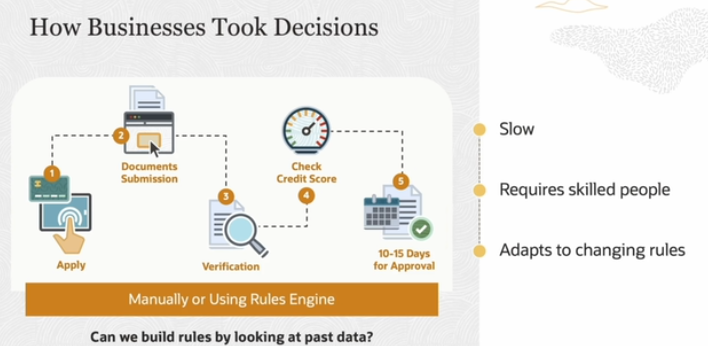 How Businesses Took Decisions
1
Apply
2
Documents
Submission
3
Verification
Check
Credit Score
4
5
10-15 Days
for Approval
Manually or Using Rules Engine
Can we build rules by looking at past data?
Slow
Requires skilled people
Adapts to changing rules